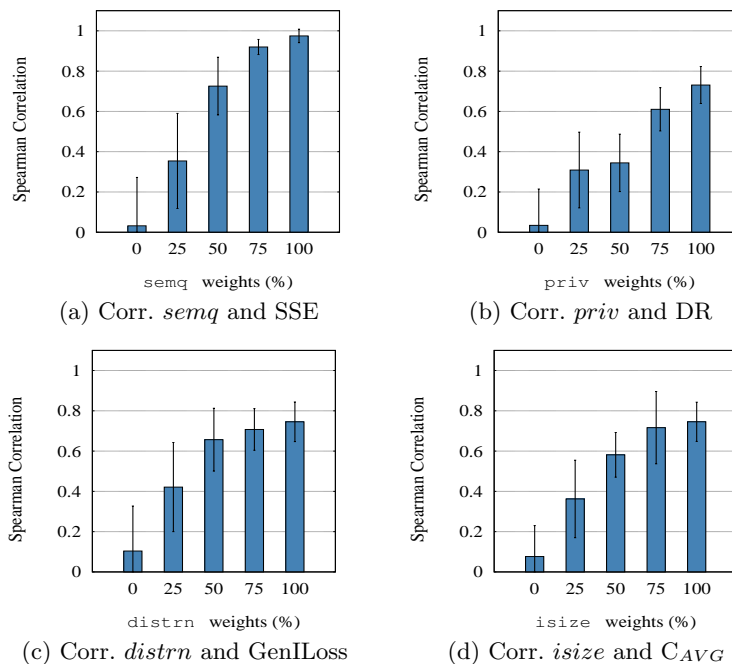 Spearman Correlation
1
0.8
0.6
0.4
0.2
0
0 25 50 75 100
semq weights (%)
(a) Corr. semq and SSE
Spearman Correlation
1
0.8
0.6
0.4
0.2
0
0 25 50 75 100
priv weights (%)
(b) Corr. priv and DR
Spearman Correlation
1
0.8
0.6
0.4
0.2
0
0 25 50 75 100
distrn weights (%)
(c) Corr. distrn and GenILoss
Spearman Correlation
1
0.8
0.6
0.4
0.2
0
0 25 50 75 100
isize weights (%)
(d) Corr. isize and CAVG